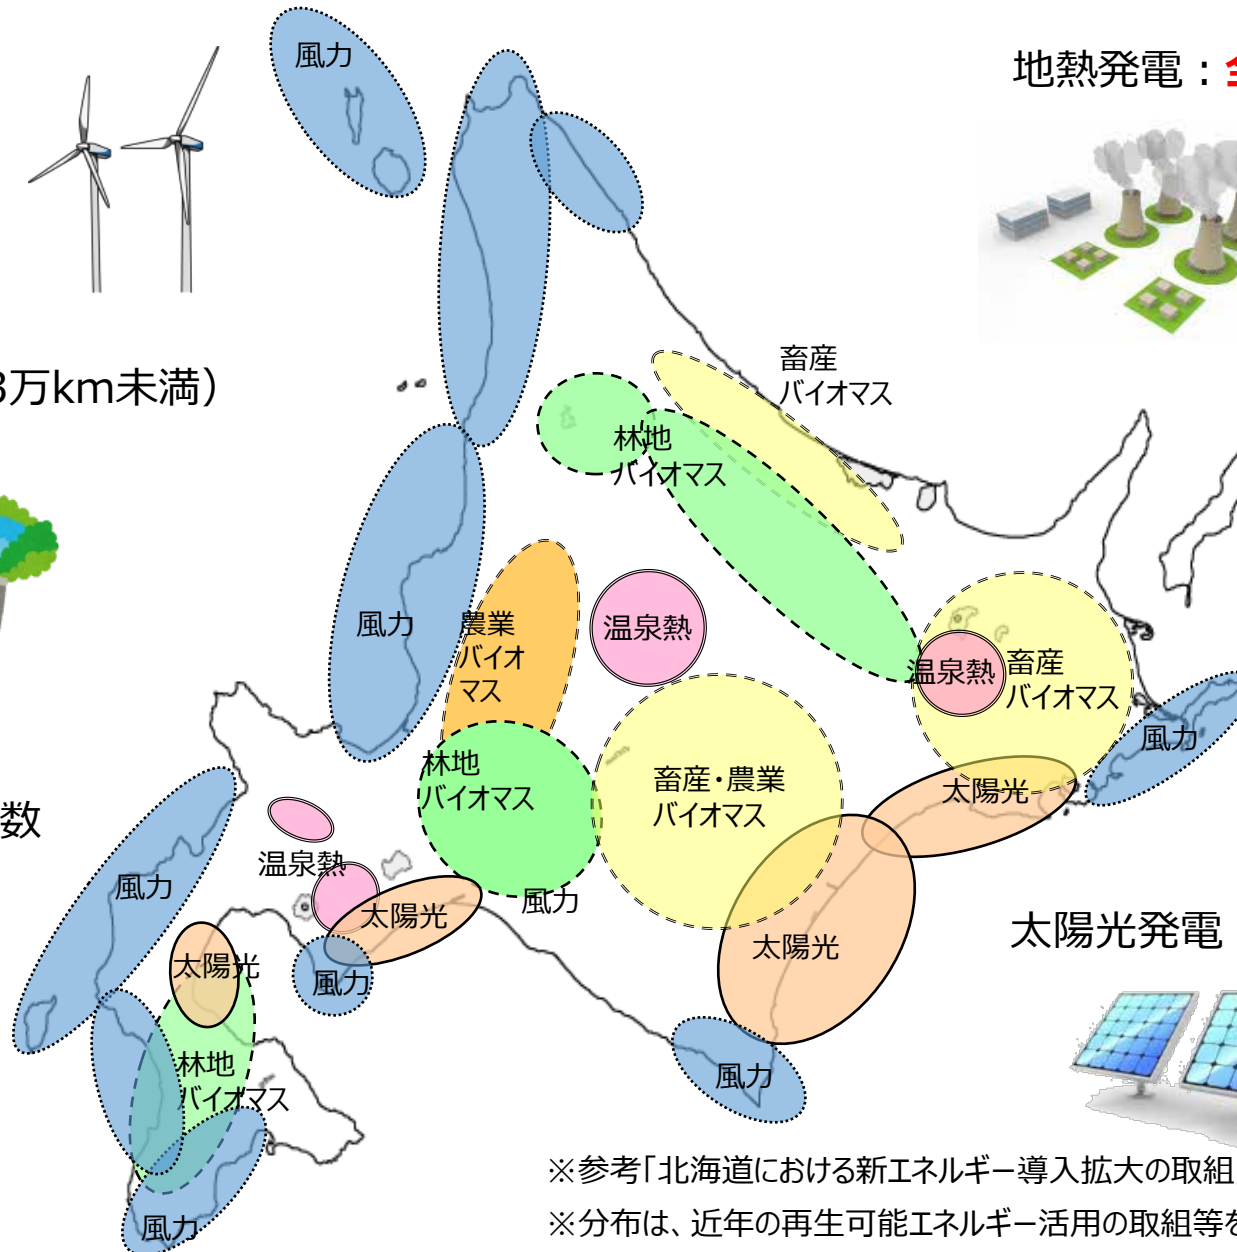 風力
地熱発電：
3万km未満）
畜産
バイオマス
林地
バイオマス
風力
農業
バイオ
マス
温泉熱
温泉熱
畜産
バイオマス
風力
林地
バイオマス
畜産・農業
バイオマス
太陽光
数
温泉熱
風力
太陽光
風力
太陽光
太陽光
風力
太陽光発電
林地
バイオマス
風力
風力
※参考「北海道における新エネルギー導入拡大の取組
※分布は、近年の再生可能エネルギー活用の取組等を